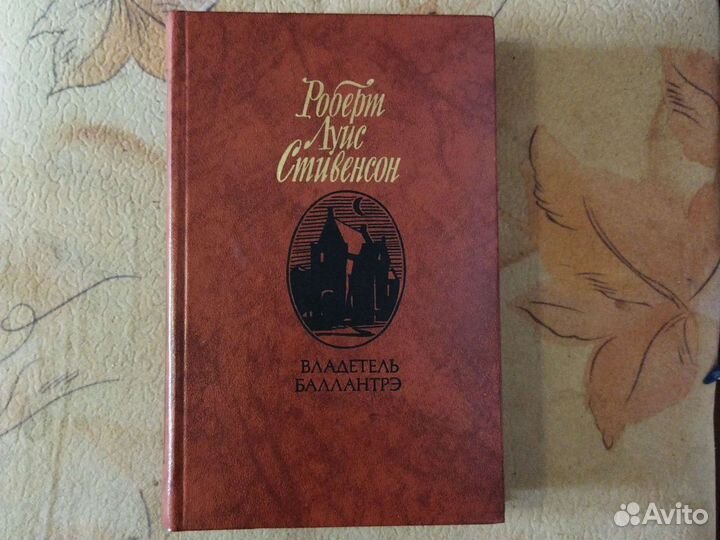 Роберт
Луис
Стивенсон
ВЛАДЕТЕЛЬ
БАЛЛАНТРЭ
Avito